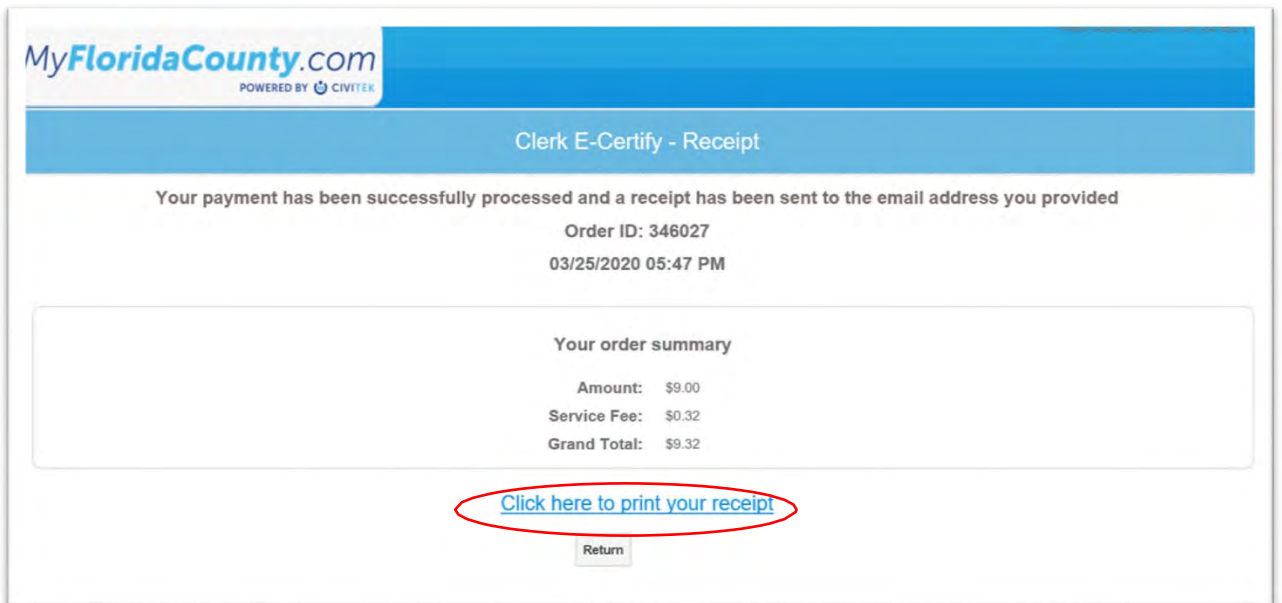 MyFloridaCounty.com
POWERED BY CIVITEK
Clerk E-Certify - Receipt
Your payment has been successfully processed and a receipt has been sent to the email address you provided
Order ID: 346027
03/25/2020 05:47 PM
Your order summary
Amount: $9.00
Service Fee: $0.32
Grand Total: $9.32
Click here to print your receipt
Return